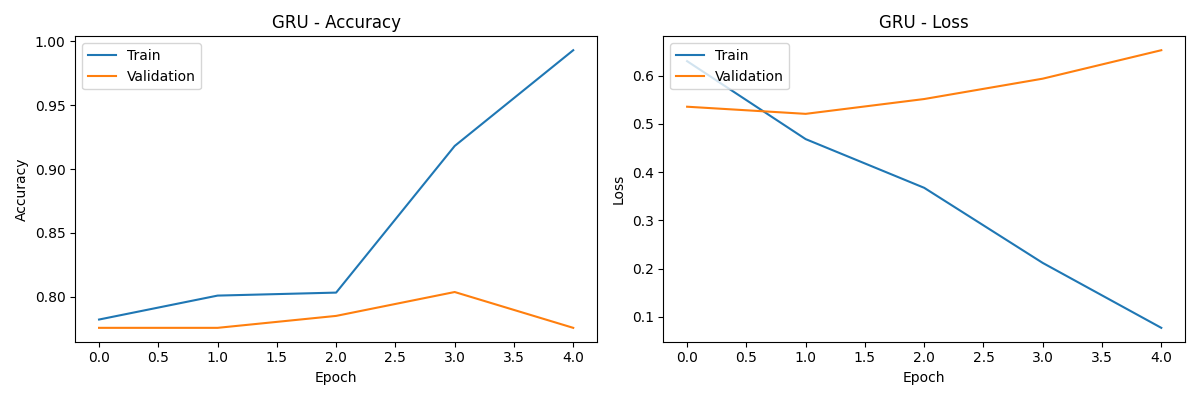 GRU - Accuracy
Train
Validation
1.00
0.95
0.90
0.85
0.80
Accuracy
0.0 0.5 1.0 1.5 2.0 2.5 3.0 3.5 4.0
Epoch
GRU - Loss
Train
Validation
0.6
0.5
0.4
0.3
0.2
0.1
Loss
0.0 0.5 1.0 1.5 2.0 2.5 3.0 3.5 4.0
Epoch